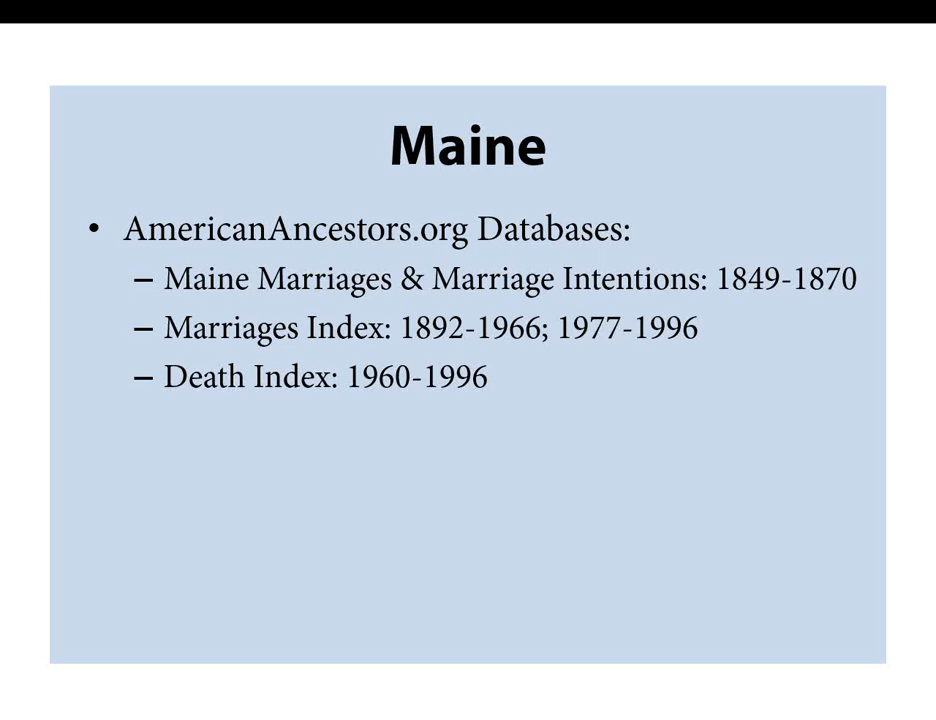 Maine
• AmericanAncestors.org Databases:
– Maine Marriages & Marriage Intentions: 1849-1870
– Marriages Index: 1892-1966; 1977-1996
– Death Index: 1960-1996